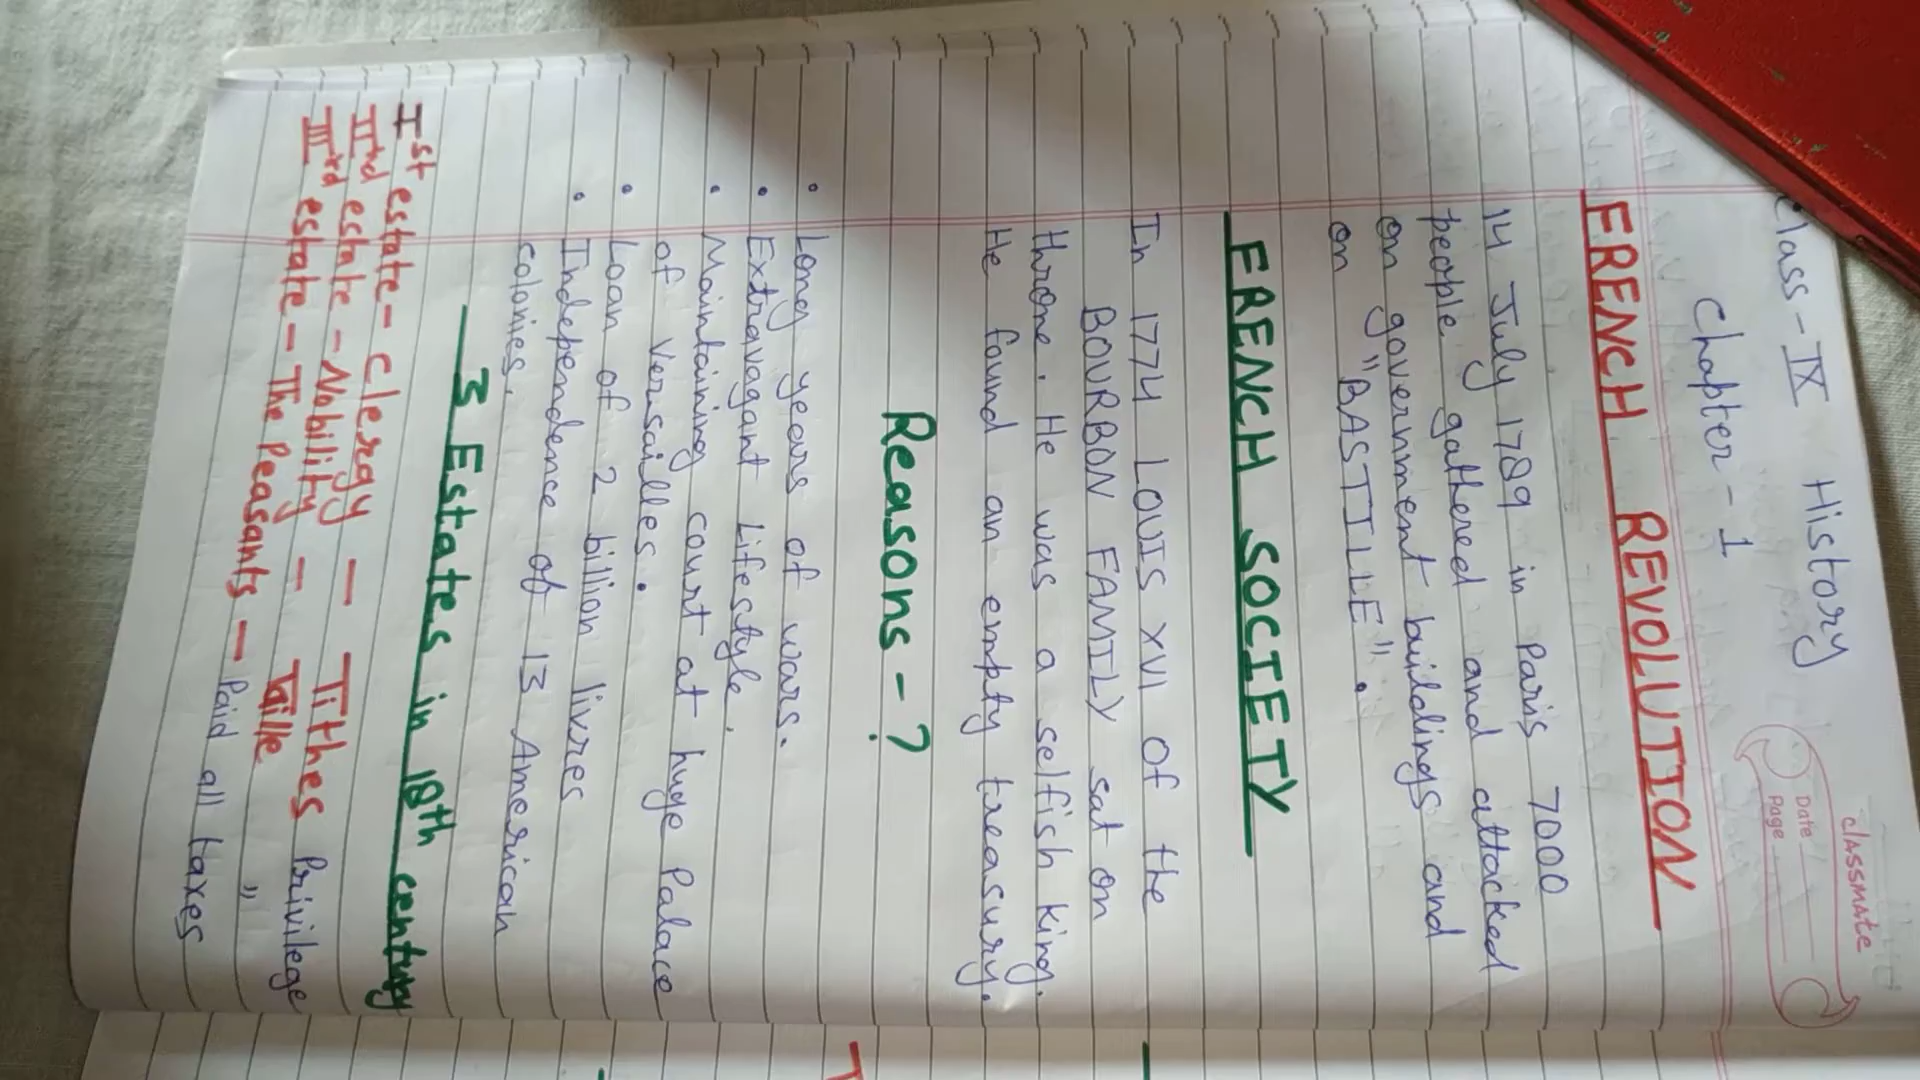 Class - IX History
classmate
Date
Page
Chapter - 1
FRENCH REVOLUTION
14 July 1789 in Paris 7000
people gathered and attacked
on government buildings and
on "BASTILLE".
FRENCH SOCIETY
In 1774 LOUIS XVI Of the
BOURBON FAMILY sat on
throne. He was a selfish king.
He found an empty treasury.
Reasons - ?
• Long years of wars.
• Extravagant Lifestyle.
• Maintaining court at huge Palace
of Versailles.
• Loan of 2 billion livres
• Independence of 13 American
colonies.
3 Estates in 18th century
Ist estate - Clergy - Tithes Privilege
IInd estate - Nobility - Taille "
IIIrd estate - The Peasants - Paid all taxes